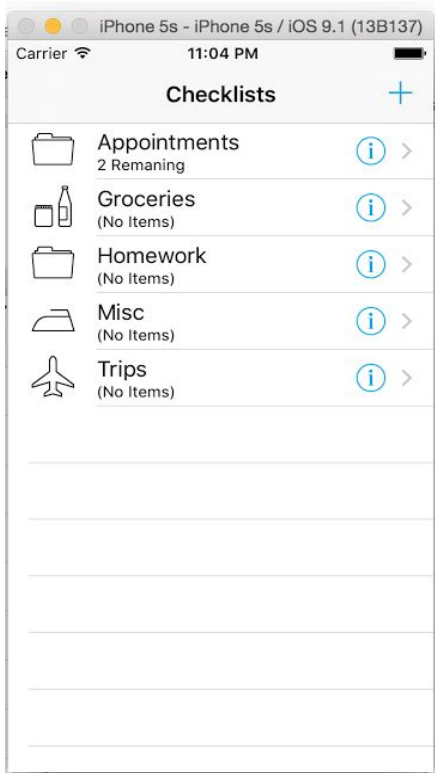 iPhone 5s - iPhone 5s / iOS 9.1 (13B137)
Carrier 11:04 PM
Checklists +
Appointments
2 Remaning
Groceries
(No Items)
Homework
(No Items)
Misc
(No Items)
Trips
(No Items)